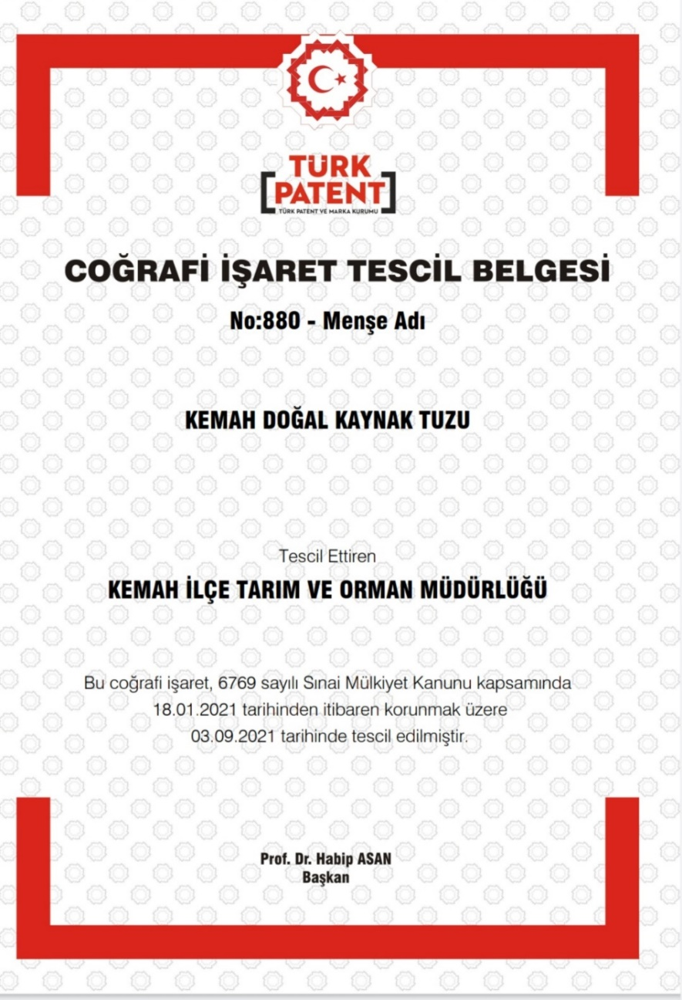 TÜRK
PATENT
TÜRK PATENT VE MARKA KURUMU
COĞRAFİ İŞARET TESCİL BELGESİ
No:880 - Menşe Adı
KEMAH DOĞAL KAYNAK TUZU
Tescil Ettiren
KEMAH İLÇE TARIM VE ORMAN MÜDÜRLÜĞÜ
Bu coğrafi işaret, 6769 sayılı Sınai Mülkiyet Kanunu kapsamında
18.01.2021 tarihinden itibaren korunmak üzere
03.09.2021 tarihinde tescil edilmiştir.
Prof. Dr. Habip ASAN
Başkan